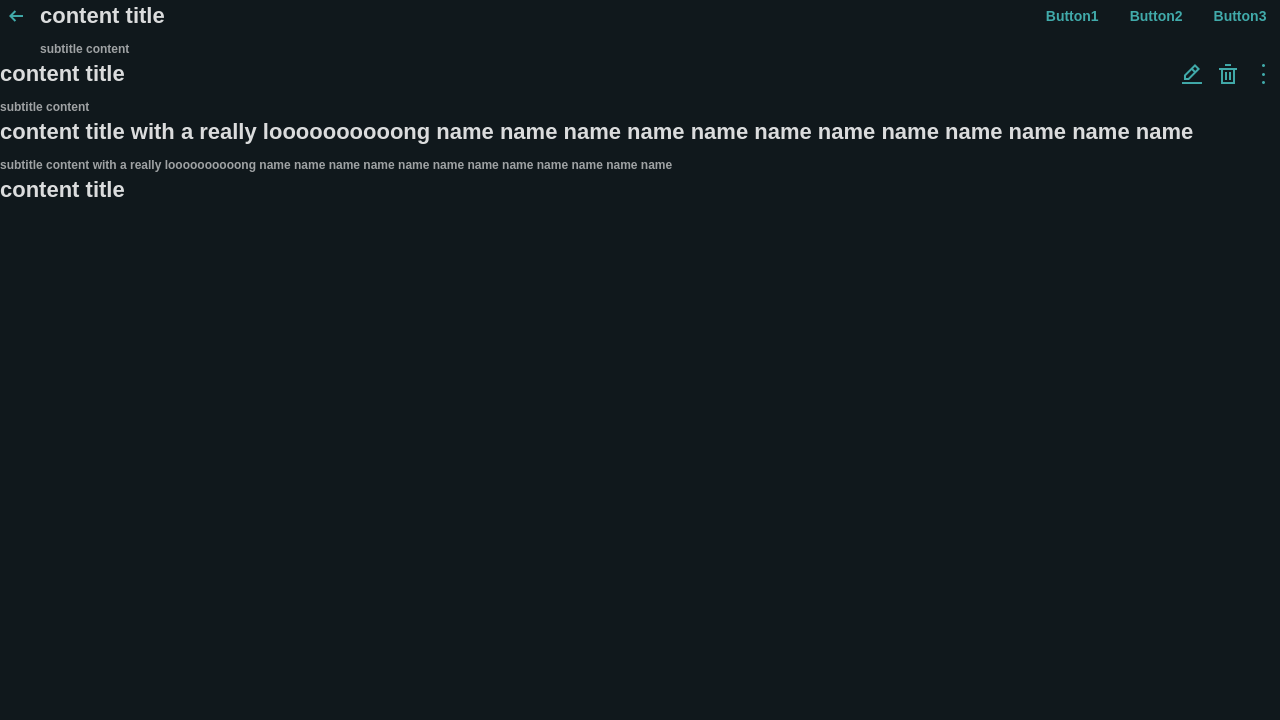 content title Button1 Button2 Button3
subtitle content
content title
subtitle content
content title with a really loooooooooong name name name name name name name name name name name name
subtitle content with a really loooooooooong name name name name name name name name name name name name
content title